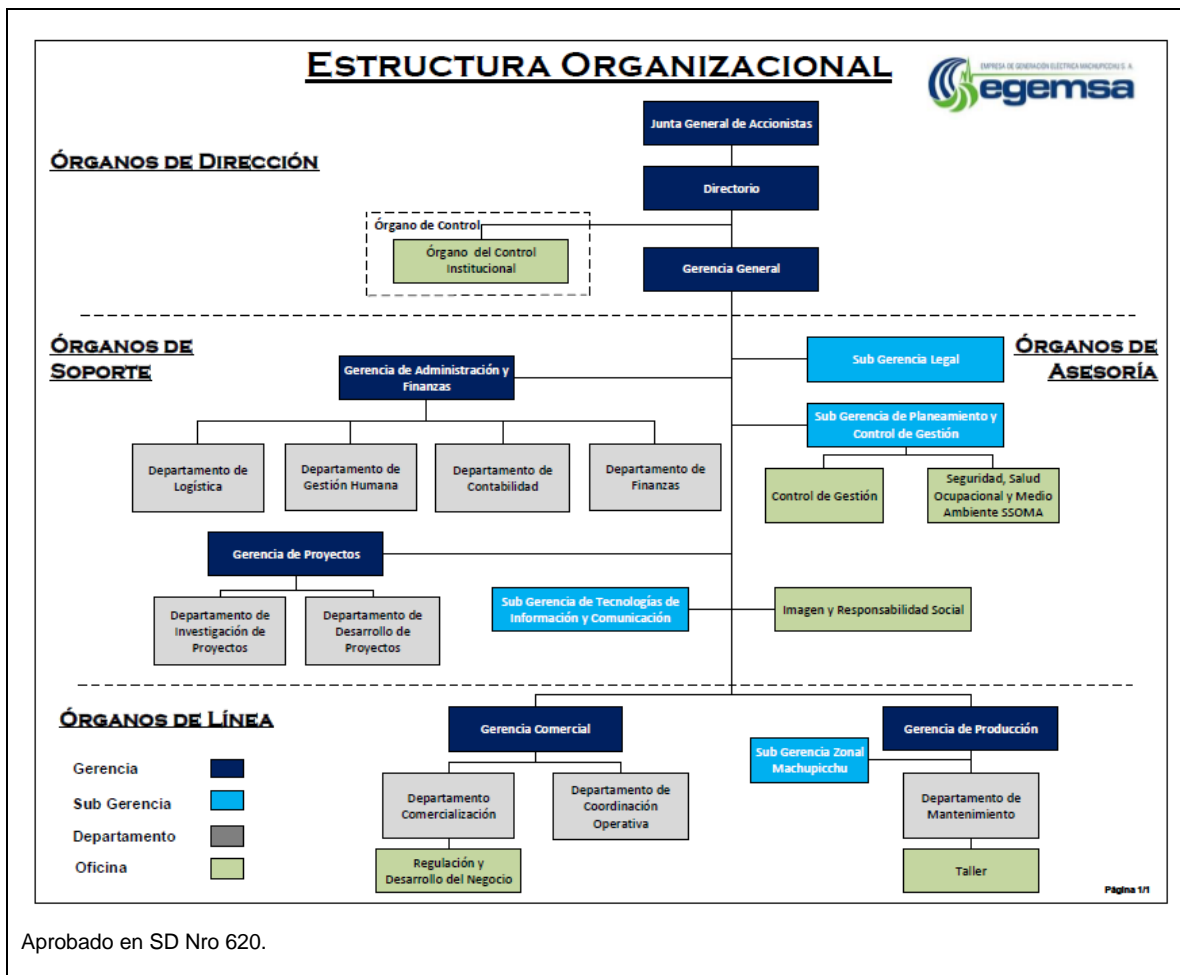 ESTRUCTURA ORGANIZACIONAL
EMPRESA DE GENERACIÓN ELÉCTRICA MACHUPICCHU S. A.
egemsa
Junta General de Accionistas
ÓRGANOS DE DIRECCIÓN
Directorio
Órgano de Control
Órgano del Control
Institucional
Gerencia General
ÓRGANOS DE
SOPORTE
ÓRGANOS DE
ASESORÍA
Sub Gerencia Legal
Gerencia de Administración y
Finanzas
Sub Gerencia de Planeamiento y
Control de Gestión
Departamento de
Logística
Departamento de
Gestión Humana
Departamento de
Contabilidad
Departamento de
Finanzas
Control de Gestión
Seguridad, Salud
Ocupacional y Medio
Ambiente SSOMA
Gerencia de Proyectos
Departamento de
Investigación de
Proyectos
Departamento de
Desarrollo de
Proyectos
Sub Gerencia de Tecnologías de
Información y Comunicación
Imagen y Responsabilidad Social
ÓRGANOS DE LÍNEA
Gerencia
Sub Gerencia
Departamento
Oficina
Gerencia Comercial
Gerencia de Producción
Sub Gerencia Zonal
Machupicchu
Departamento
Comercialización
Departamento de
Coordinación
Operativa
Departamento de
Mantenimiento
Regulación y
Desarrollo del Negocio
Taller
Página 1/1
Aprobado en SD Nro 620.